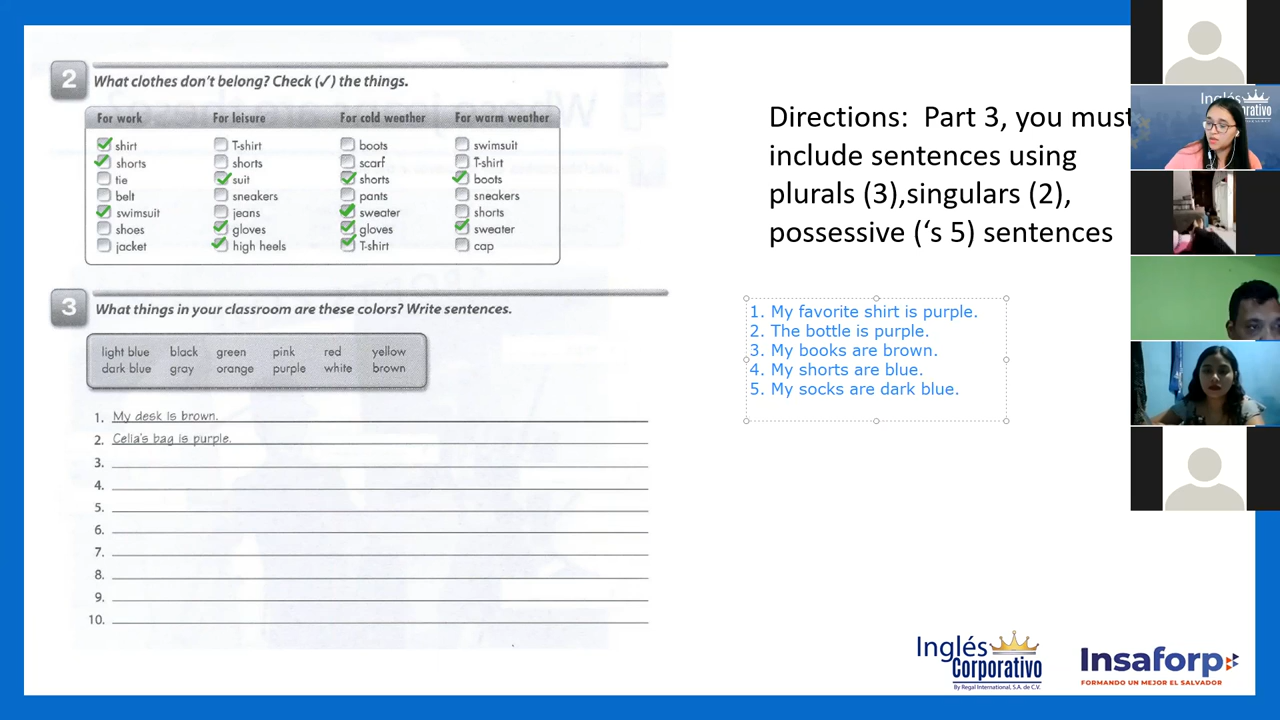 2 What clothes don't belong? Check (✓) the things.
For work For leisure For cold weather For warm weather
shirt T-shirt boots swimsuit
shorts shorts scarf T-shirt
tie suit shorts boots
belt sneakers pants sneakers
swimsuit jeans sweater shorts
shoes gloves gloves sweater
jacket high heels T-shirt cap
3 What things in your classroom are these colors? Write sentences.
light blue black green pink red yellow
dark blue gray orange purple white brown
1. My desk is brown.
2. Celia's bag is purple.
3.
4.
5.
6.
7.
8.
9.
10.
Directions: Part 3, you must
include sentences using
plurals (3),singulars (2),
possessive (‘s 5) sentences
1. My favorite shirt is purple.
2. The bottle is purple.
3. My books are brown.
4. My shorts are blue.
5. My socks are dark blue.
Inglés
Corporativo
By Regal International, S.A. de C.V.
Insaforp
FORMANDO UN MEJOR EL SALVADOR
Inglés
Corporativo